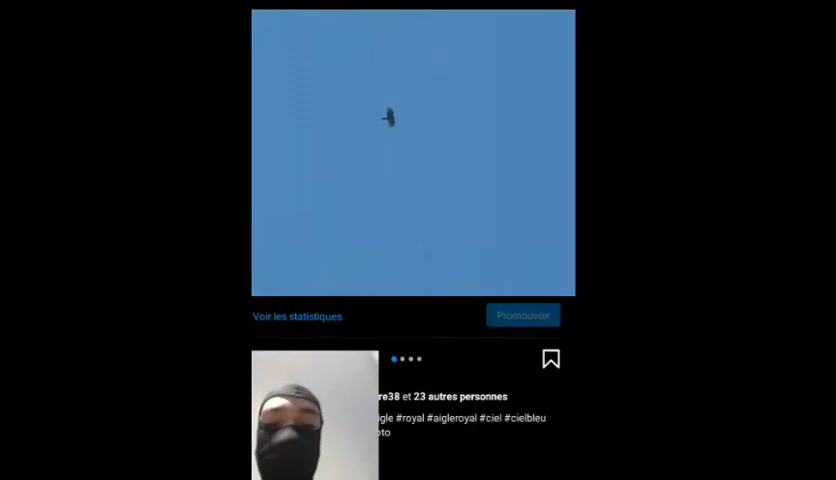 Voir les statistiques
Promouvoir
re38 et 23 autres personnes
igle #royal #aigleroyal #ciel #cielbleu
oto